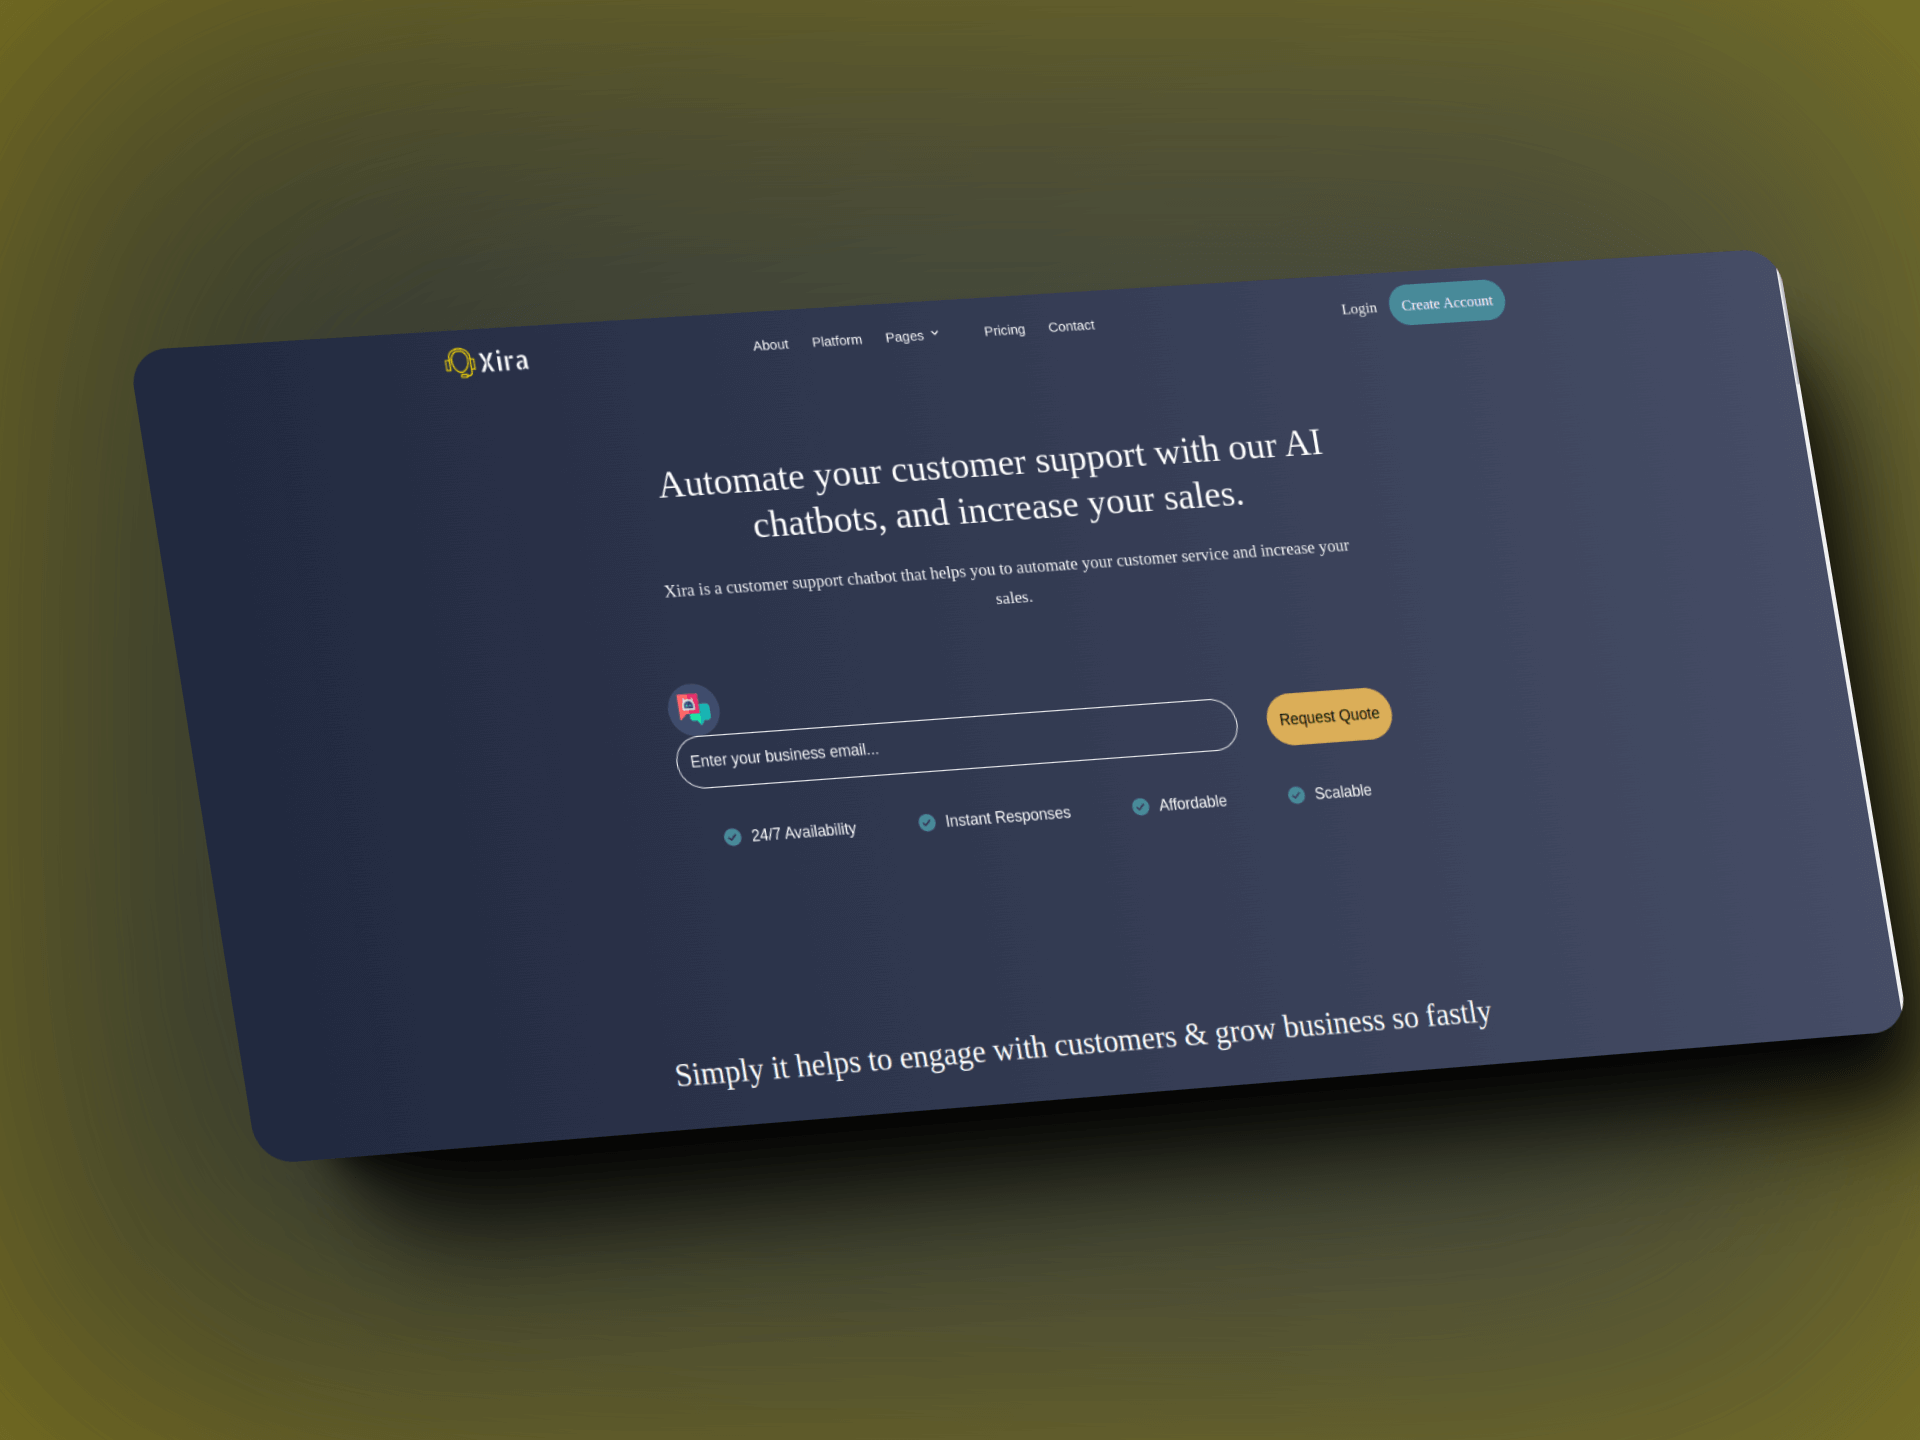 Xira
About Platform Pages Pricing Contact
Login Create Account
Automate your customer support with our AI
chatbots, and increase your sales.
Xira is a customer support chatbot that helps you to automate your customer service and increase your
sales.
Enter your business email...
Request Quote
24/7 Availability Instant Responses Affordable Scalable
Simply it helps to engage with customers & grow business so fastly